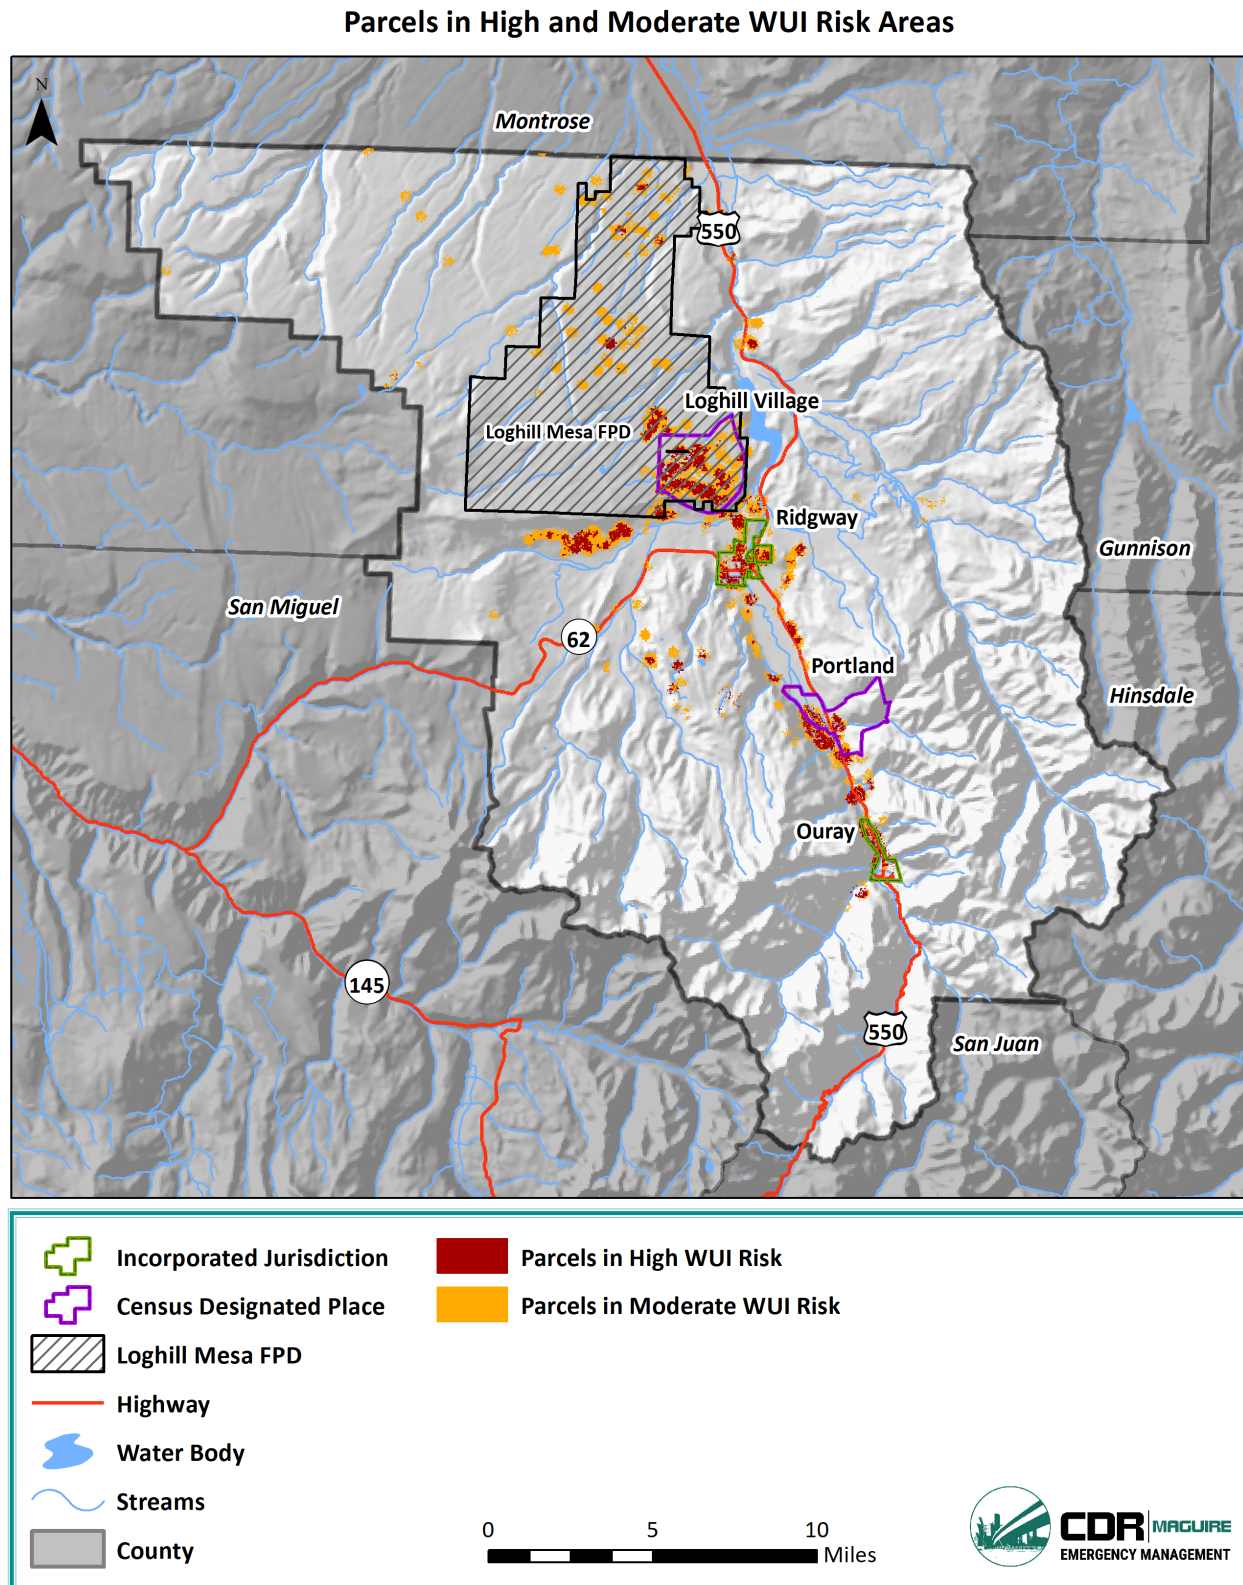 Parcels in High and Moderate WUI Risk Areas
N
Montrose
550
Loghill Village
Loghill Mesa FPD
Ridgway
Gunnison
San Miguel
62
Portland
Hinsdale
Ouray
145
550
San Juan
Incorporated Jurisdiction
Parcels in High WUI Risk
Census Designated Place
Parcels in Moderate WUI Risk
Loghill Mesa FPD
Highway
Water Body
Streams
County
0 5 10
Miles
CDR MAGUIRE
EMERGENCY MANAGEMENT